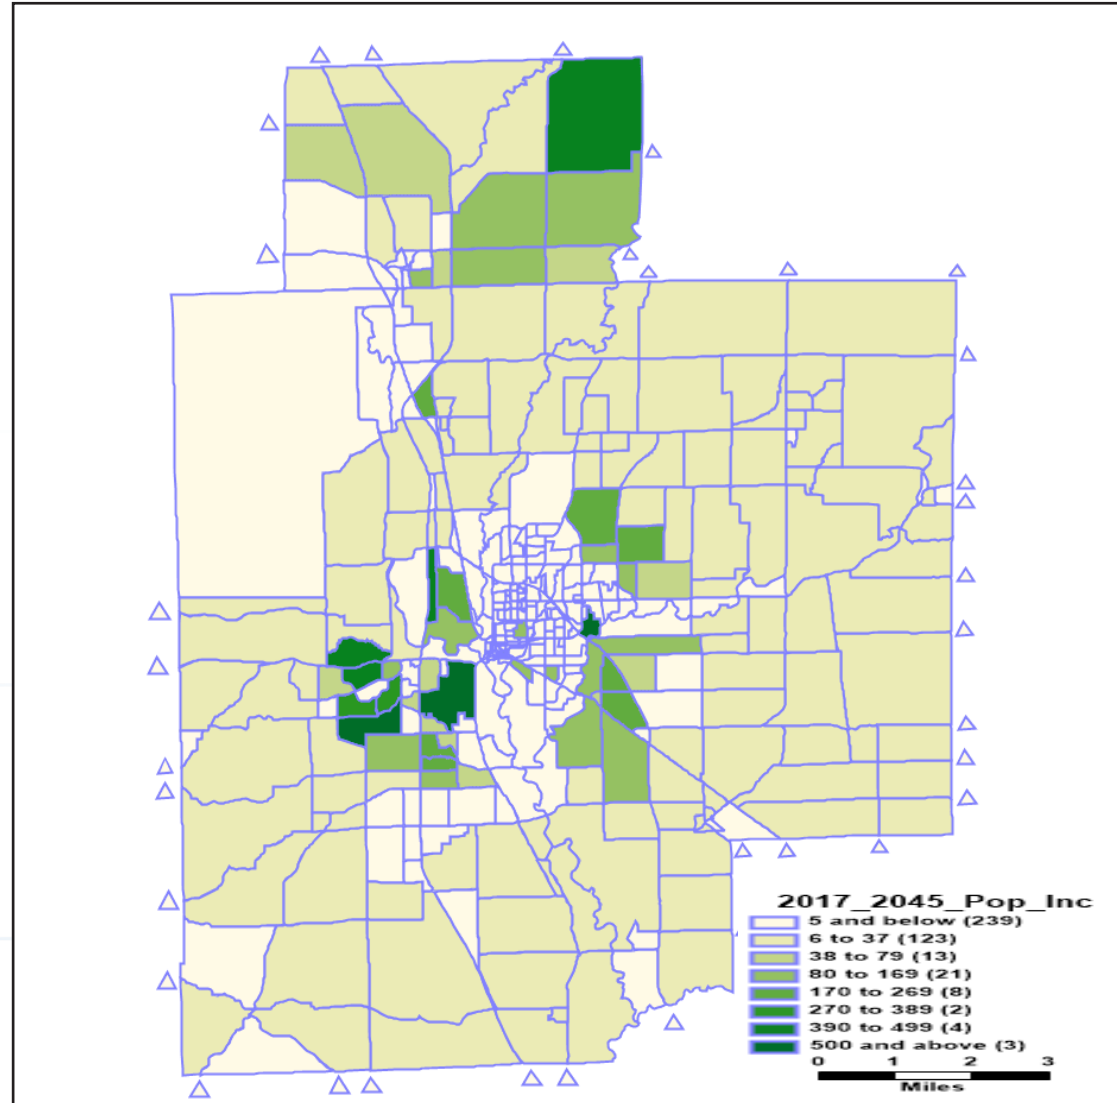 2017_2045_Pop_Inc
5 and below (239)
6 to 37 (123)
38 to 79 (13)
80 to 169 (21)
170 to 269 (8)
270 to 389 (2)
390 to 499 (4)
500 and above (3)
0 1 2 3
Miles